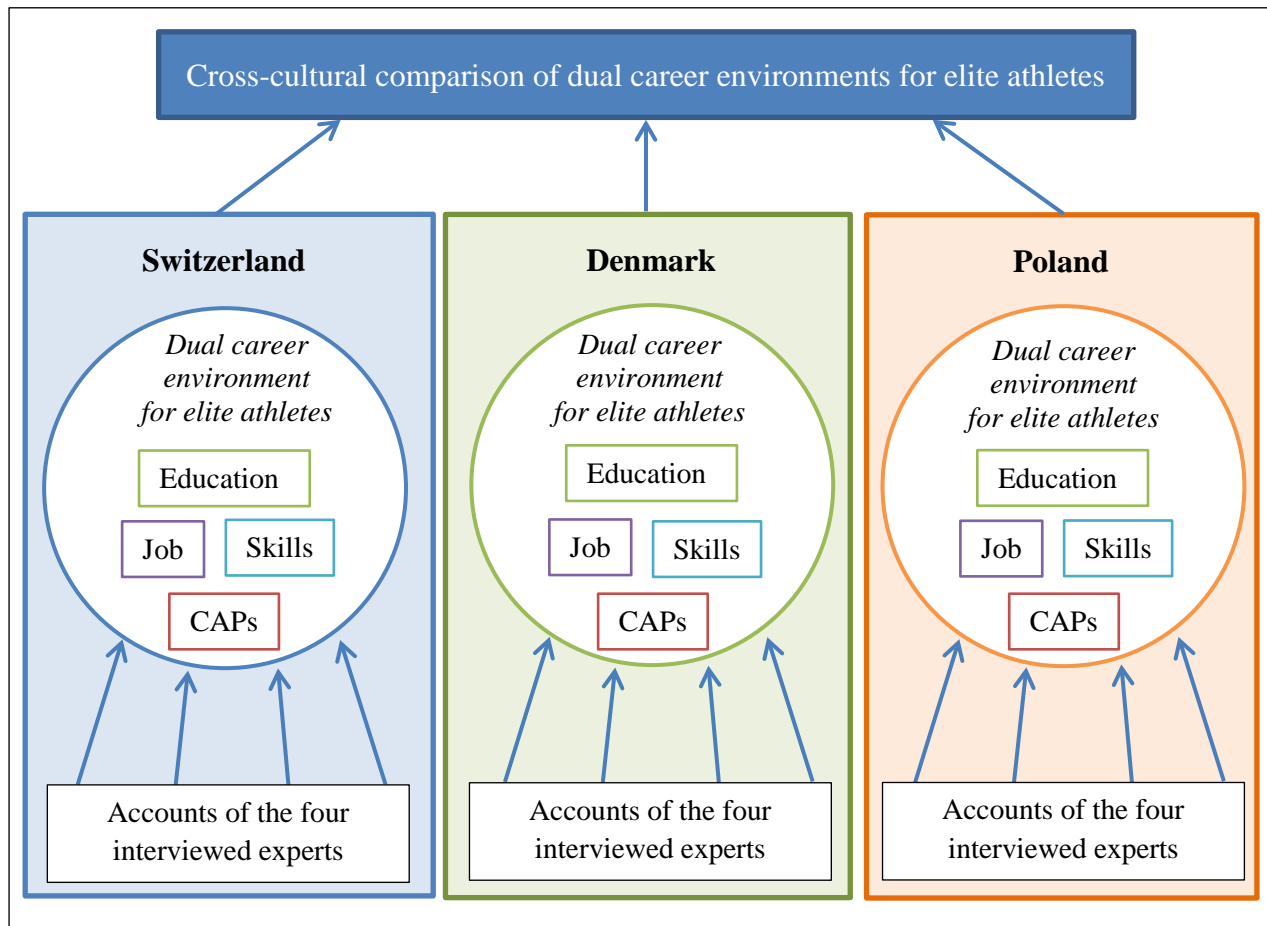 Cross-cultural comparison of dual career environments for elite athletes
Switzerland
Dual career
environment
for elite athletes
Education
Job
Skills
CAPs
Accounts of the four
interviewed experts
Denmark
Dual career
environment
for elite athletes
Education
Job
Skills
CAPs
Accounts of the four
interviewed experts
Poland
Dual career
environment
for elite athletes
Education
Job
Skills
CAPs
Accounts of the four
interviewed experts